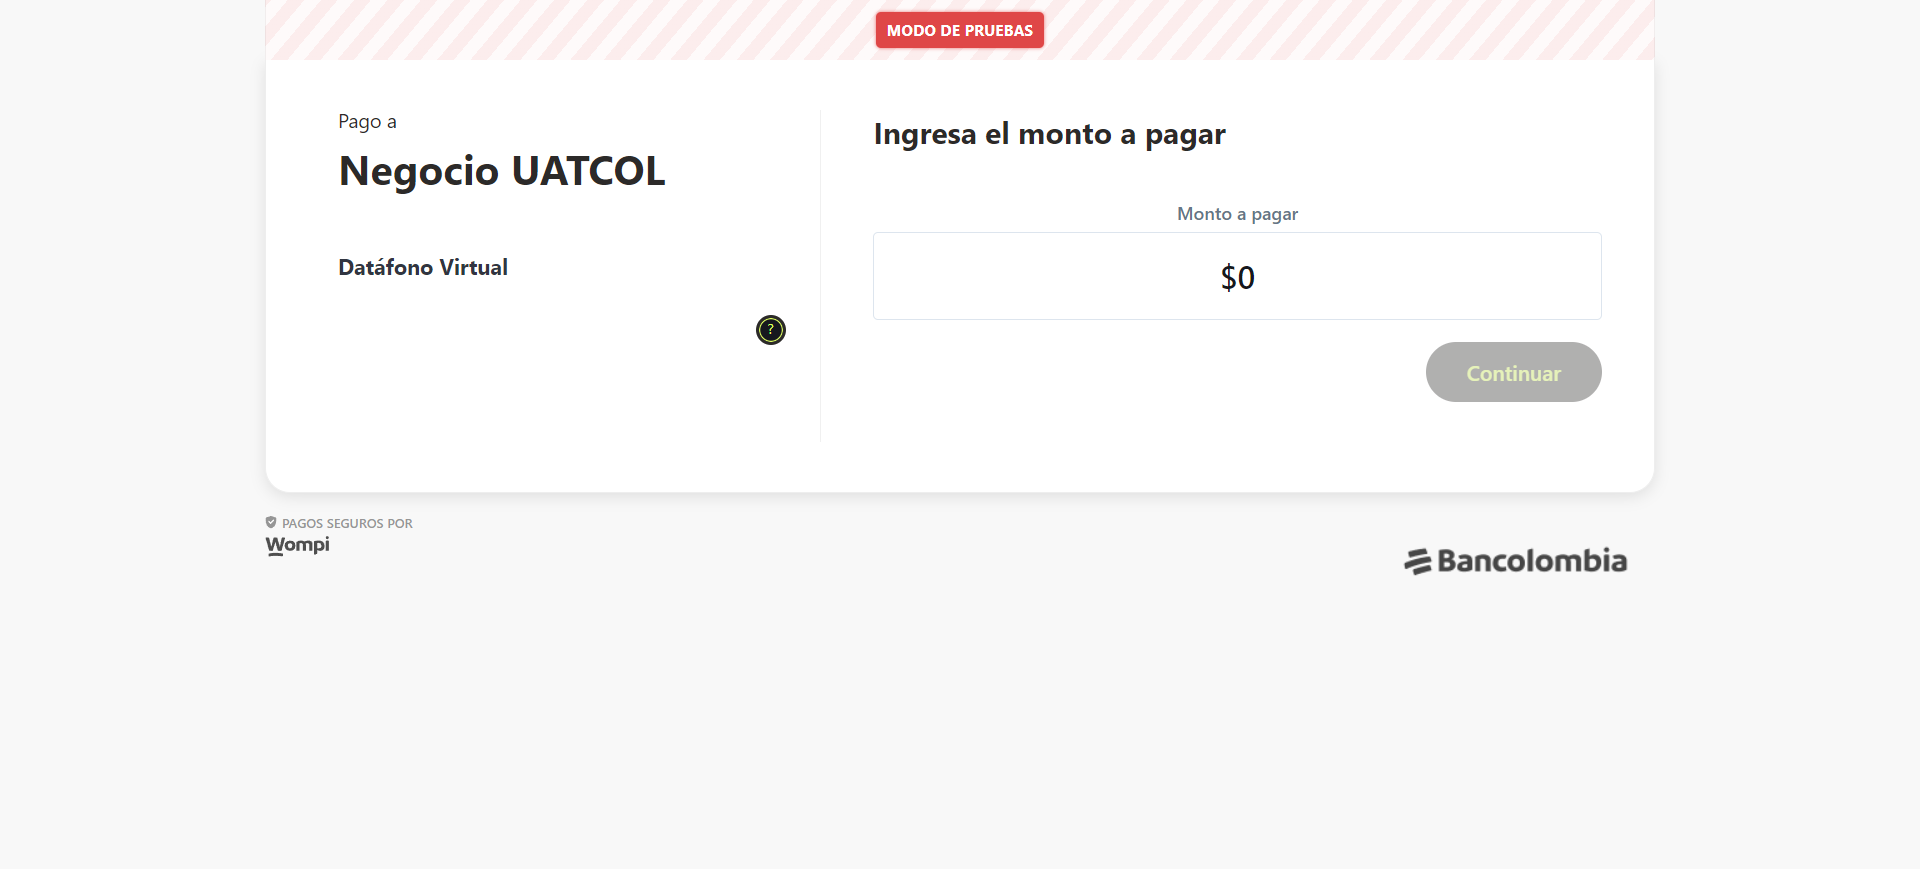 MODO DE PRUEBAS
Pago a
Negocio UATCOL
Datáfono Virtual
?
Ingresa el monto a pagar
Monto a pagar
$0
Continuar
PAGOS SEGUROS POR
Wompi
Bancolombia